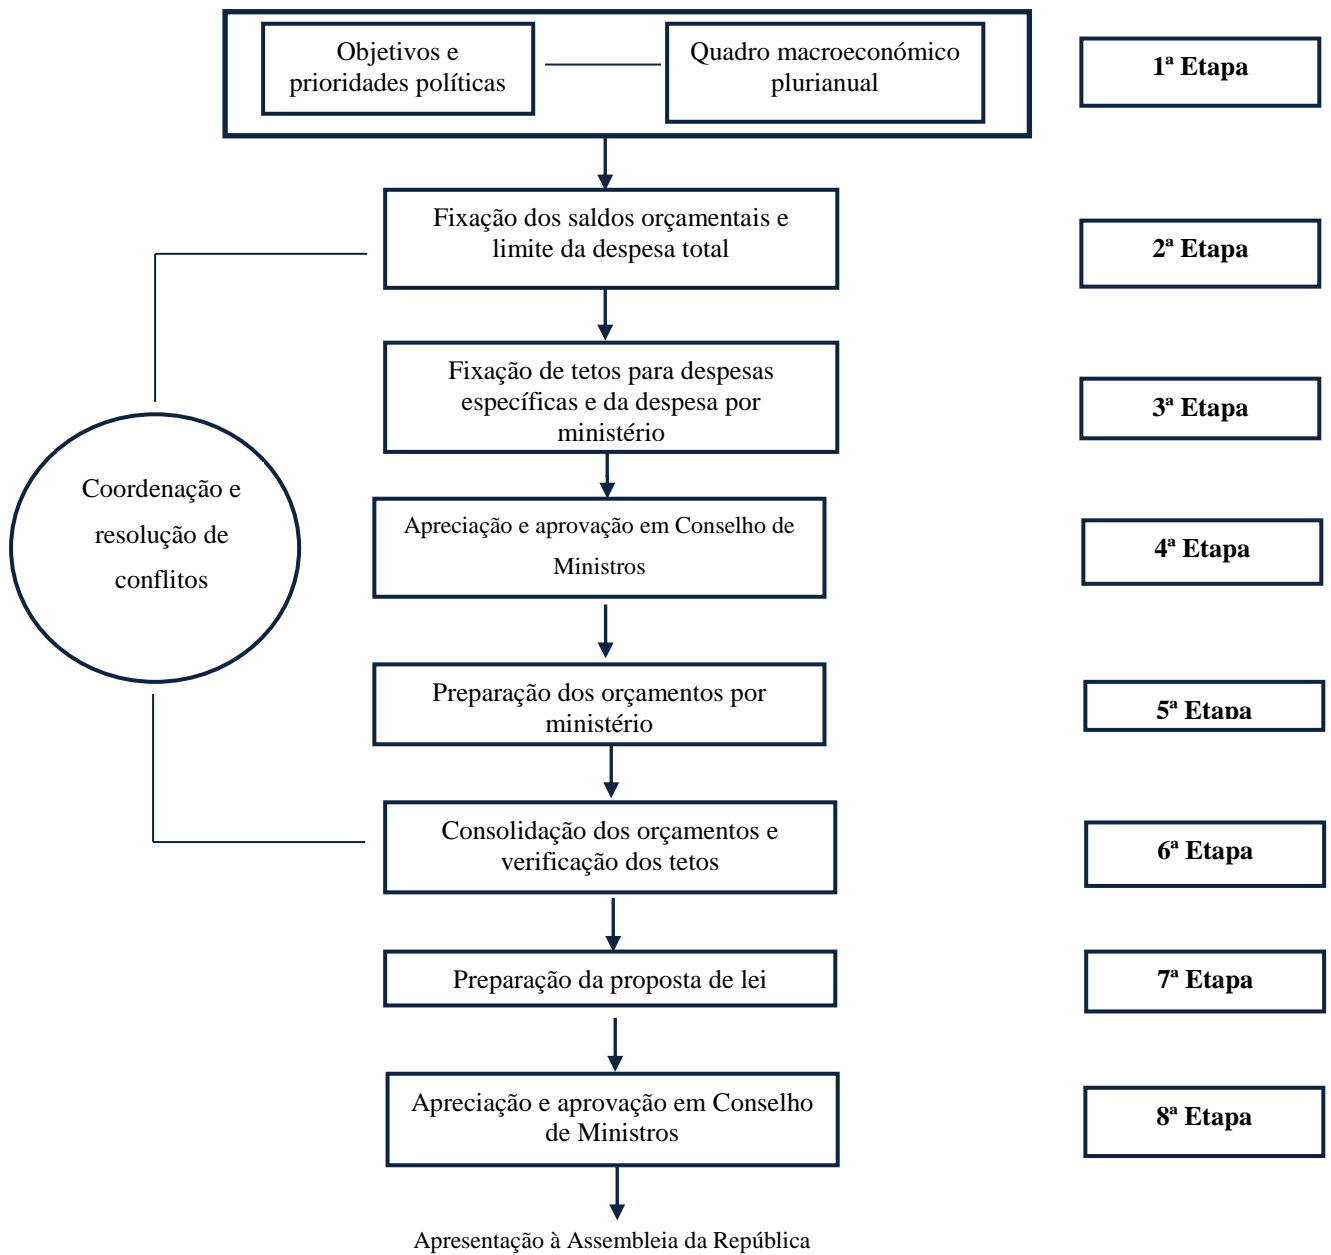 Objetivos e
prioridades políticas
Quadro macroeconómico
plurianual
1ª Etapa
Fixação dos saldos orçamentais e
limite da despesa total
2ª Etapa
Fixação de tetos para despesas
específicas e da despesa por
ministério
3ª Etapa
Coordenação e
resolução de
conflitos
Apreciação e aprovação em Conselho de
Ministros
4ª Etapa
Preparação dos orçamentos por
ministério
5ª Etapa
Consolidação dos orçamentos e
verificação dos tetos
6ª Etapa
Preparação da proposta de lei
7ª Etapa
Apreciação e aprovação em Conselho
de Ministros
8ª Etapa
Apresentação à Assembleia da República